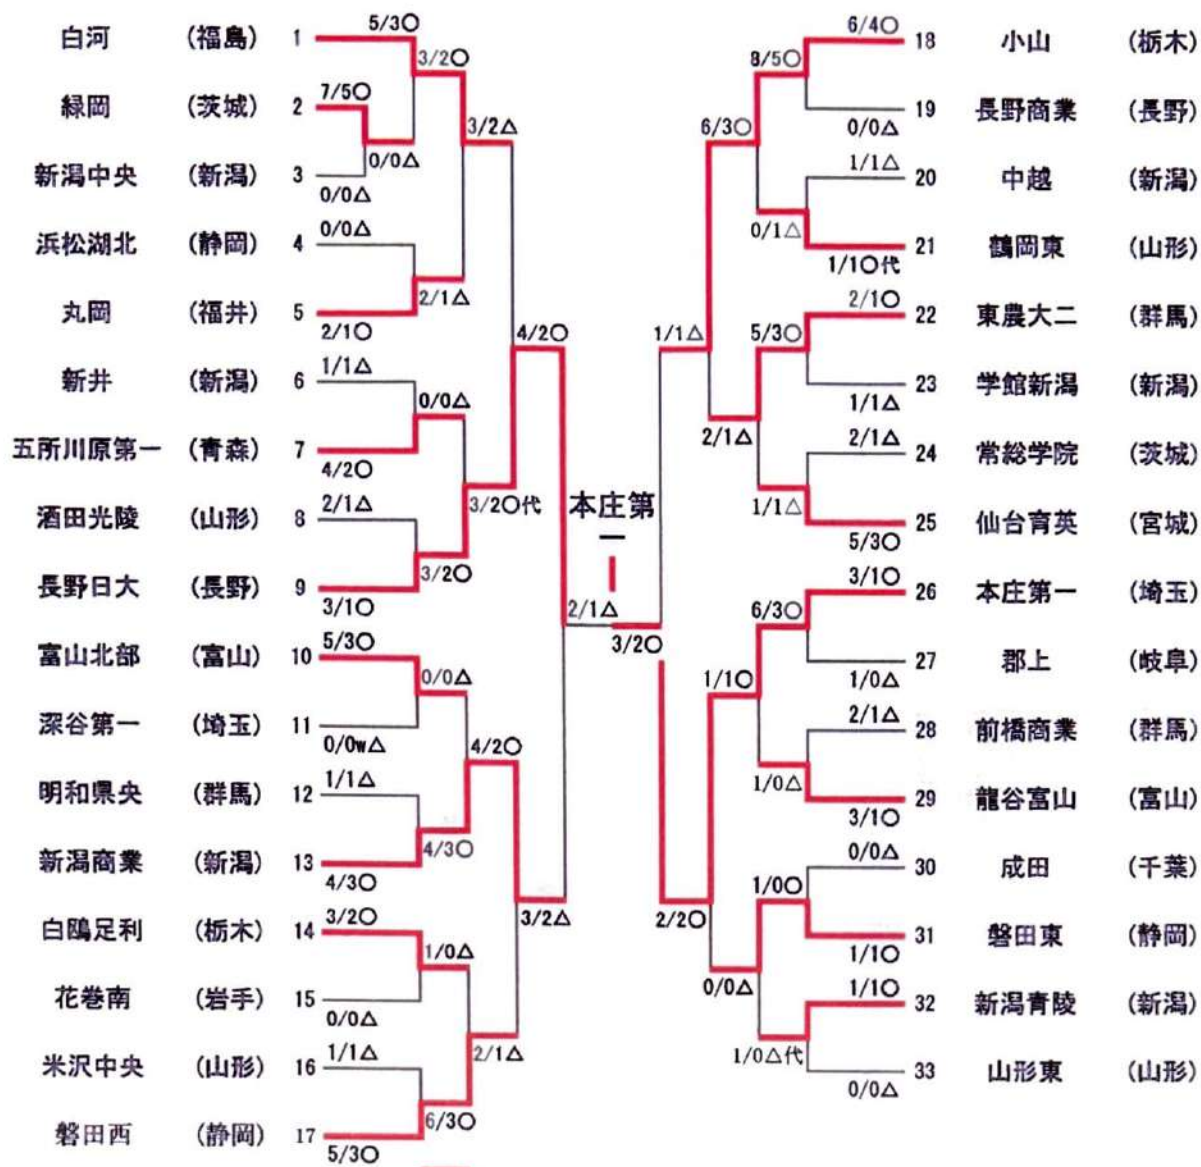 白河 (福島) 1 5/3○ 6/4○ 18 小山 (栃木)
3/2○ 8/5○
緑岡 (茨城) 2 7/5○ 19 長野商業 (長野)
3/2△ 6/3○ 0/0△
0/0△
新潟中央 (新潟) 3 1/1△ 20 中越 (新潟)
0/0△
浜松湖北 (静岡) 4 0/0△ 0/1△ 21 鶴岡東 (山形)
1/1○代
2/1△ 2/1○
丸岡 (福井) 5 22 東農大二 (群馬)
2/1○ 4/2○ 1/1△ 5/3○
新井 (新潟) 6 1/1△ 23 学館新潟 (新潟)
0/0△ 1/1△
2/1△ 2/1△
五所川原第一 (青森) 7 24 常総学院 (茨城)
4/2○
酒田光陵 (山形) 8 2/1△ 3/2○代 本庄第一 1/1△ 25 仙台育英 (宮城)
5/3○
3/2○ 3/1○
長野日大 (長野) 9 26 本庄第一 (埼玉)
3/1○ 2/1△ 3/2○ 6/3○
富山北部 (富山) 10 5/3○ 27 郡上 (岐阜)
0/0△ 1/1○ 1/0△
2/1△
深谷第一 (埼玉) 11 28 前橋商業 (群馬)
0/0w△ 4/2○
明和県央 (群馬) 12 1/1△ 1/0△ 29 龍谷富山 (富山)
3/1○
4/3○ 0/0△
新潟商業 (新潟) 13 30 成田 (千葉)
4/3○ 1/0○
白鴎足利 (栃木) 14 3/2○ 3/2△ 2/2○ 31 磐田東 (静岡)
1/0△ 1/1○
1/1○
花巻南 (岩手) 15 0/0△ 32 新潟青陵 (新潟)
0/0△
米沢中央 (山形) 16 1/1△ 2/1△ 1/0△代 33 山形東 (山形)
0/0△
6/3○
磐田西 (静岡) 17
5/3○